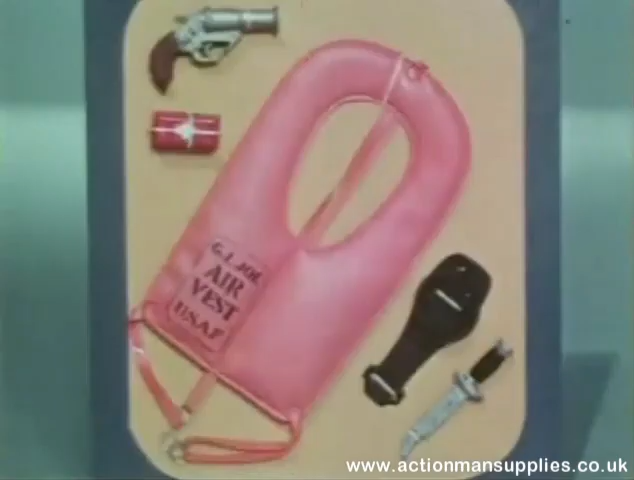 G.I. JOE
AIR
VEST
USAF
www.actionmansupplies.co.uk